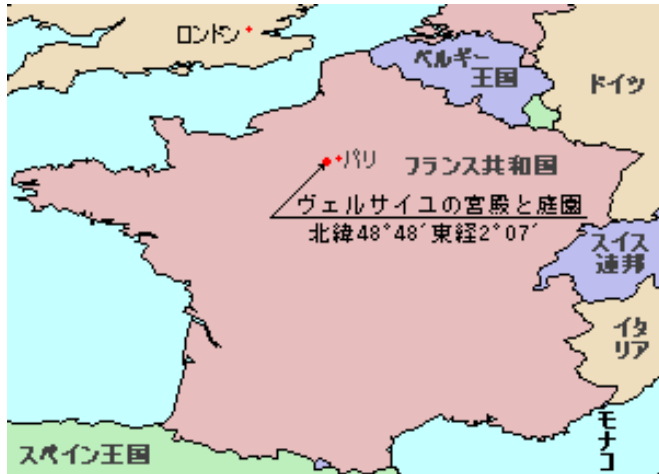 ロンドン
ベルギー
王国
ドイツ
パリ
フランス共和国
ヴェルサイユの宮殿と庭園
北緯48°48′東経2°07′
スイス
連邦
イタ
リア
モナコ
スペイン王国